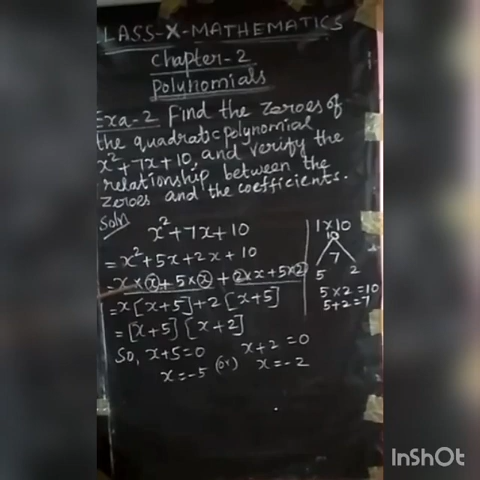 LASS-X-MATHEMATICS
Chapter-2
Polynomials
Exa-2 Find the Zeroes of
the quadratic polynomial
x²+7x+10, and verify the
relationship between the
Zeroes and the coefficients.
Soln
x²+7x+10
= x²+5x+2x+10
= x×x+5×x+2×x+5×2
= x[x+5]+2[x+5]
= [x+5][x+2]
So, x+5=0 x+2=0
x=-5 (or) x=-2
1×10
10
7
5 2
5×2=10
5+2=7
InShOt